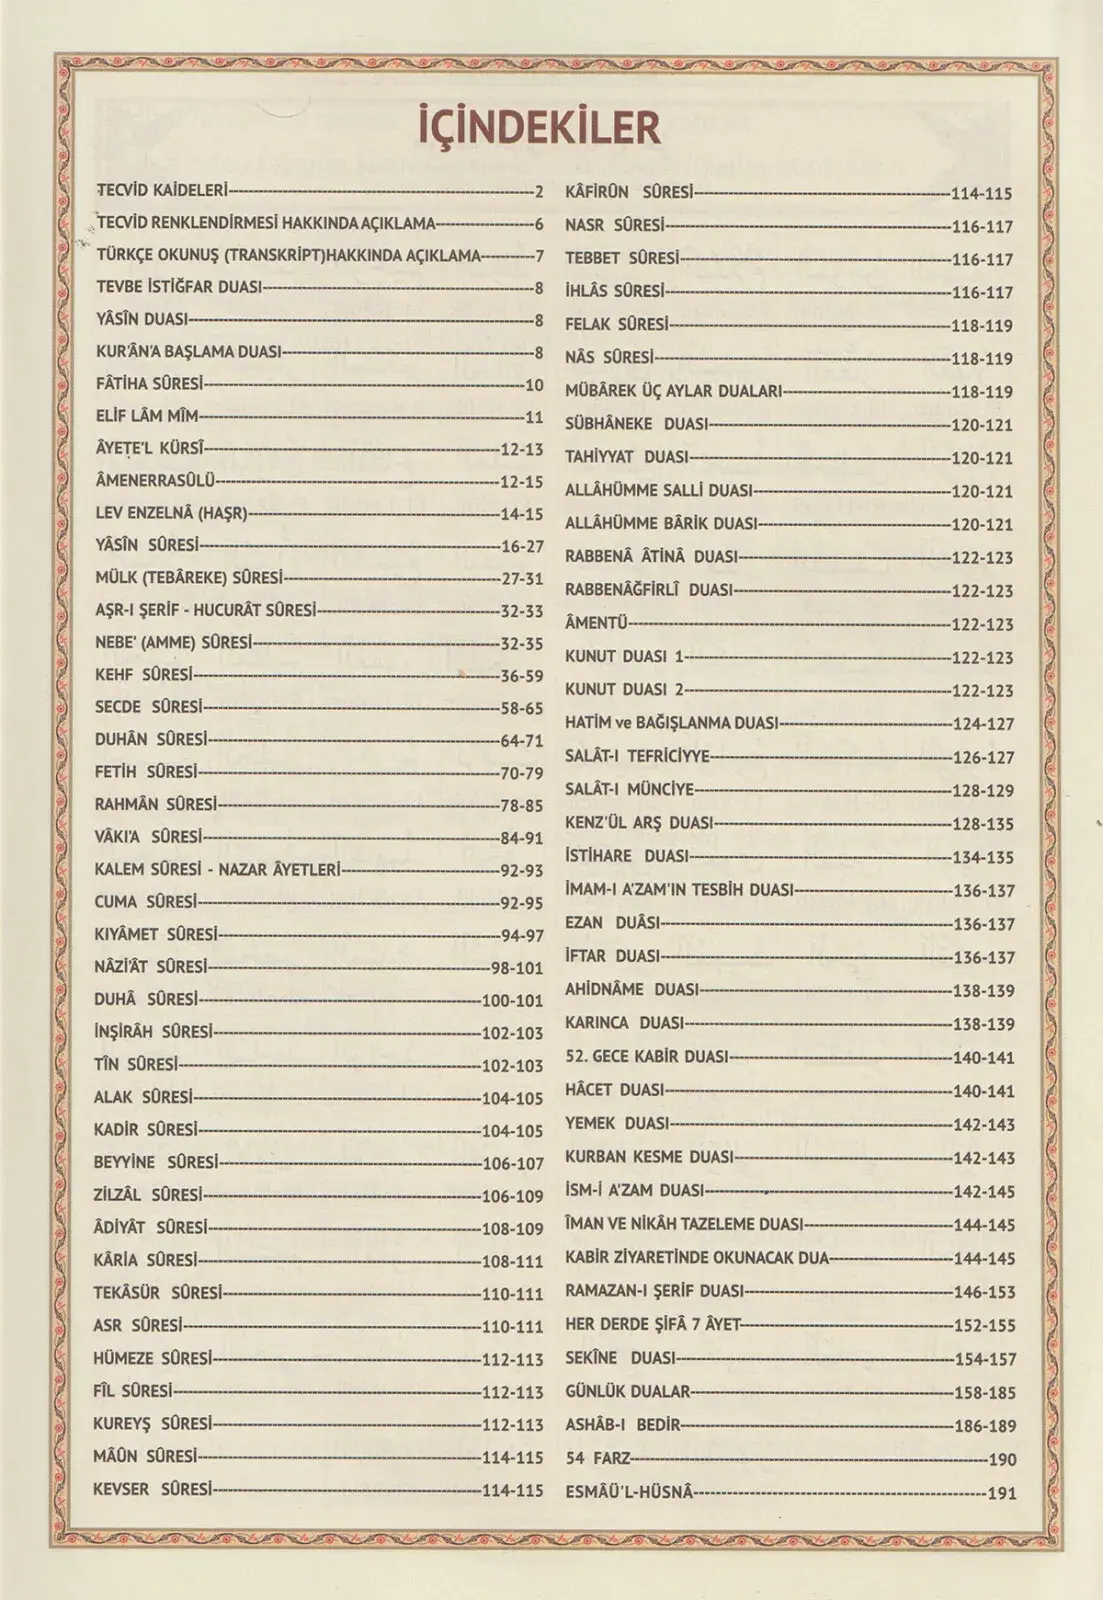 İÇİNDEKİLER
TECVİD KAİDELERİ----2
TECVİD RENKLENDİRMESİ HAKKINDA AÇIKLAMA----6
TÜRKÇE OKUNUŞ (TRANSKRİPT)HAKKINDA AÇIKLAMA----7
TEVBE İSTİĞFAR DUASI----8
YÂSİN DUASI----8
KUR'ÂN'A BAŞLAMA DUASI----8
FÂTİHA SÛRESİ----10
ELİF LÂM MÎM----11
ÂYETE'L KÜRSÎ----12-13
ÂMENERRASÛLÜ----12-15
LEV ENZELNÂ (HAŞR)----14-15
YÂSÎN SÛRESİ----16-27
MÜLK (TEBÂREKE) SÛRESİ----27-31
AŞR-I ŞERİF - HUCURÂT SÛRESİ----32-33
NEBE' (AMME) SÛRESİ----32-35
KEHF SÛRESİ----36-59
SECDE SÛRESİ----58-65
DUHÂN SÛRESİ----64-71
FETİH SÛRESİ----70-79
RAHMÂN SÛRESİ----78-85
VÂKI'A SÛRESİ----84-91
KALEM SÛRESİ - NAZAR ÂYETLERİ----92-93
CUMA SÛRESİ----92-95
KIYÂMET SÛRESİ----94-97
NÂZİ'ÂT SÛRESİ----98-101
DUHÂ SÛRESİ----100-101
İNŞİRÂH SÛRESİ----102-103
TÎN SÛRESİ----102-103
ALAK SÛRESİ----104-105
KADİR SÛRESİ----104-105
BEYYİNE SÛRESİ----106-107
ZİLZÂL SÛRESİ----106-109
ÂDİYÂT SÛRESİ----108-109
KÂRİA SÛRESİ----108-111
TEKÂSÜR SÛRESİ----110-111
ASR SÛRESİ----110-111
HÜMEZE SÛRESİ----112-113
FÎL SÛRESİ----112-113
KUREYŞ SÛRESİ----112-113
MÂÛN SÛRESİ----114-115
KEVSER SÛRESİ----114-115
KÂFİRÛN SÛRESİ----114-115
NASR SÛRESİ----116-117
TEBBET SÛRESİ----116-117
İHLÂS SÛRESİ----116-117
FELAK SÛRESİ----118-119
NÂS SÛRESİ----118-119
MÜBÂREK ÜÇ AYLAR DUALARI----118-119
SÜBHÂNEKE DUASI----120-121
TAHİYYAT DUASI----120-121
ALLÂHÜMME SALLİ DUASI----120-121
ALLÂHÜMME BÂRİK DUASI----120-121
RABBENÂ ÂTİNÂ DUASI----122-123
RABBENÂĞFİRLÎ DUASI----122-123
ÂMENTÜ----122-123
KUNUT DUASI 1----122-123
KUNUT DUASI 2----122-123
HATİM ve BAĞIŞLANMA DUASI----124-127
SALÂT-I TEFRİCİYYE----126-127
SALÂT-I MÜNCİYE----128-129
KENZ'ÜL ARŞ DUASI----128-135
İSTİHARE DUASI----134-135
İMAM-I A'ZAM'IN TESBİH DUASI----136-137
EZAN DUÂSI----136-137
İFTAR DUASI----136-137
AHİDNÂME DUASI----138-139
KARINCA DUASI----138-139
52. GECE KABİR DUASI----140-141
HÂCET DUASI----140-141
YEMEK DUASI----142-143
KURBAN KESME DUASI----142-143
İSM-İ A'ZAM DUASI----142-145
ÎMAN VE NİKÂH TAZELEME DUASI----144-145
KABİR ZİYARETİNDE OKUNACAK DUA----144-145
RAMAZAN-I ŞERİF DUASI----146-153
HER DERDE ŞİFÂ 7 ÂYET----152-155
SEKÎNE DUASI----154-157
GÜNLÜK DUALAR----158-185
ASHÂB-I BEDİR----186-189
54 FARZ----190
ESMÂÜ'L-HÜSNÂ----191